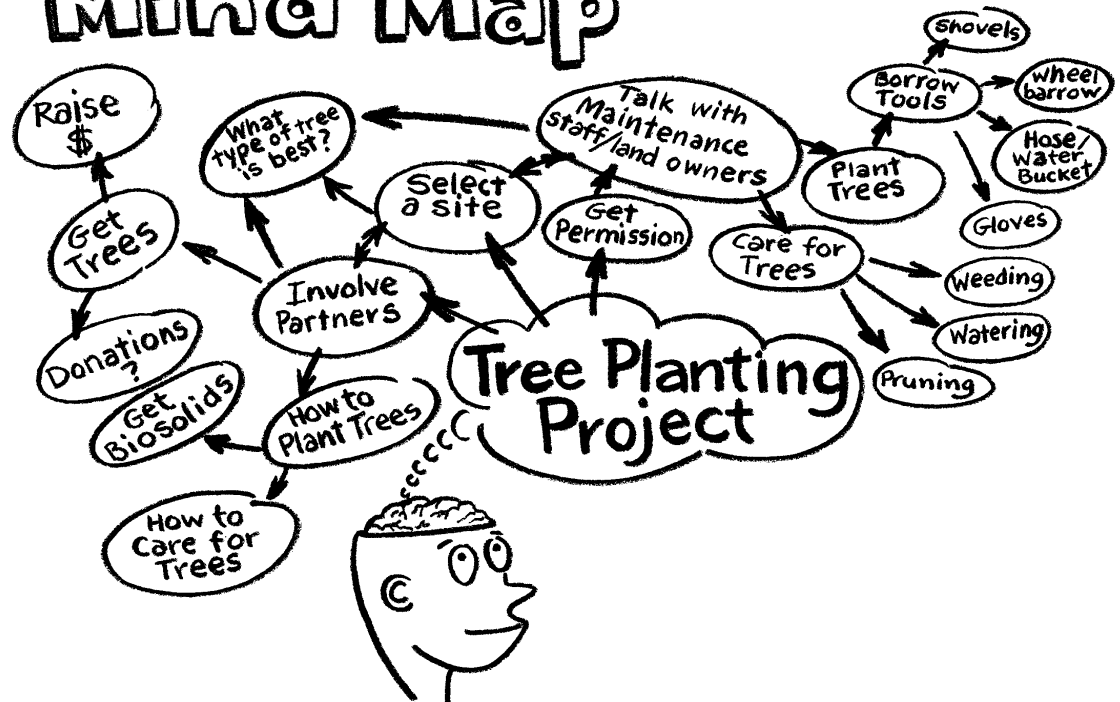 Mind Map
Raise
$
What
type of tree
is best?
Talk with
Maintenance
staff/land owners
Borrow
Tools
Shovels
Wheel
barrow
Hose/
Water
Bucket
Gloves
Plant
Trees
Select
a site
Get
Permission
Get
Trees
Care for
Trees
Weeding
Watering
Pruning
Involve
Partners
Donations
?
Get
Biosolids
How to
Plant Trees
How to
Care for
Trees
Tree Planting
Project